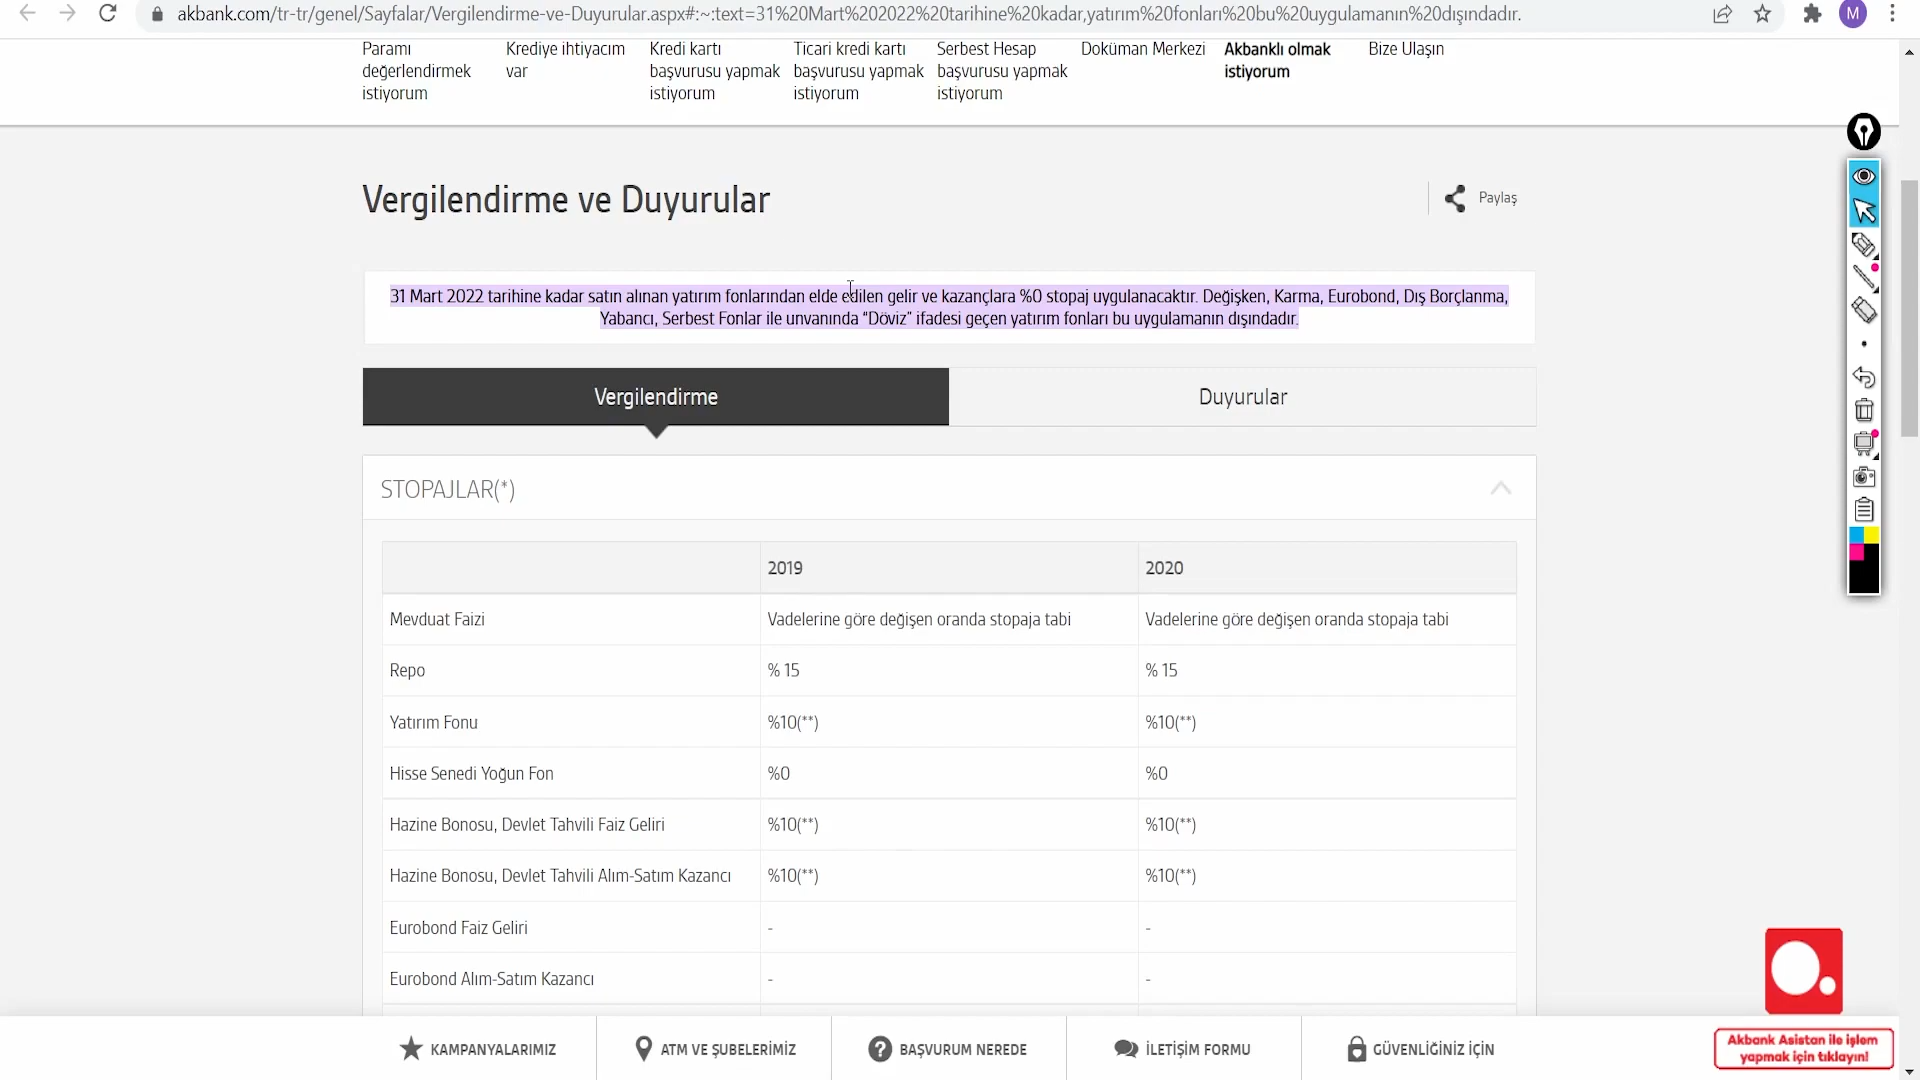 akbank.com/tr-tr/genel/Sayfalar/Vergilendirme-ve-Duyurular.aspx#:~:text=31%20Mart%202022%20tarihine%20kadar,yatırım%20fonları%20bu%20uygulamanın%20dışındadır.
M
Paramı değerlendirmek istiyorum
Krediye ihtiyacım var
Kredi kartı başvurusu yapmak istiyorum
Ticari kredi kartı başvurusu yapmak istiyorum
Serbest Hesap başvurusu yapmak istiyorum
Doküman Merkezi
Akbanklı olmak istiyorum
Bize Ulaşın
Vergilendirme ve Duyurular
Paylaş
31 Mart 2022 tarihine kadar satın alınan yatırım fonlarından elde edilen gelir ve kazançlara %0 stopaj uygulanacaktır. Değişken, Karma, Eurobond, Dış Borçlanma,
Yabancı, Serbest Fonlar ile unvanında “Döviz” ifadesi geçen yatırım fonları bu uygulamanın dışındadır.
Vergilendirme
Duyurular
STOPAJLAR(*)
2019 2020
Mevduat Faizi Vadelerine göre değişen oranda stopaja tabi Vadelerine göre değişen oranda stopaja tabi
Repo % 15 % 15
Yatırım Fonu %10(**) %10(**)
Hisse Senedi Yoğun Fon %0 %0
Hazine Bonosu, Devlet Tahvili Faiz Geliri %10(**) %10(**)
Hazine Bonosu, Devlet Tahvili Alım-Satım Kazancı %10(**) %10(**)
Eurobond Faiz Geliri - -
Eurobond Alım-Satım Kazancı - -
KAMPANYALARIMIZ
ATM VE ŞUBELERİMİZ
BAŞVURUM NEREDE
İLETİŞİM FORMU
GÜVENLİĞİNİZ İÇİN
Akbank Asistan ile işlem
yapmak için tıklayın!